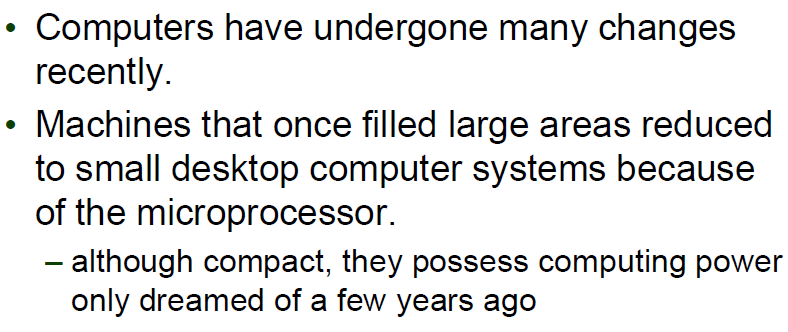 • Computers have undergone many changes
recently.
• Machines that once filled large areas reduced
to small desktop computer systems because
of the microprocessor.
– although compact, they possess computing power
only dreamed of a few years ago